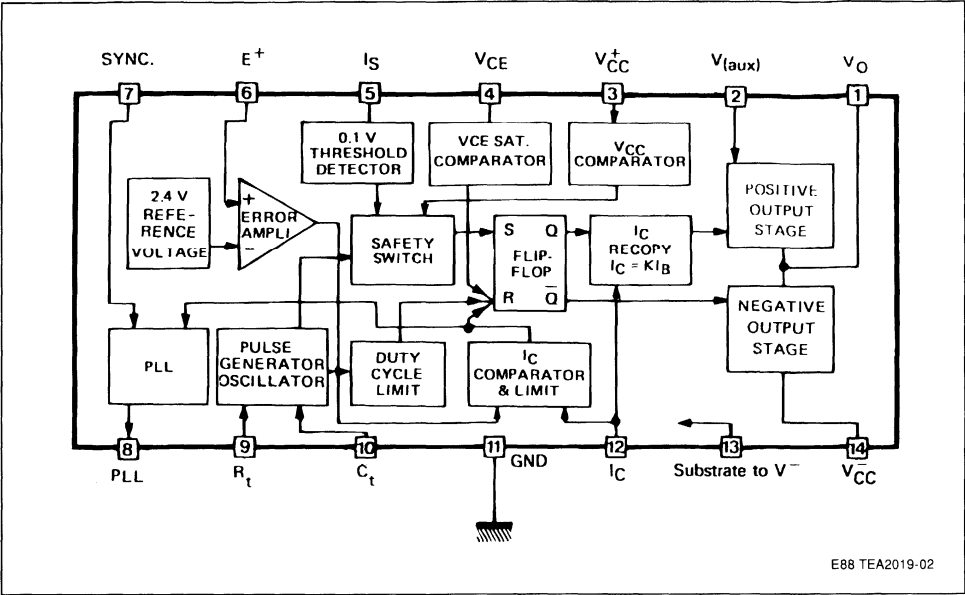 SYNC.
E+
IS
VCE
V+CC
V(aux)
VO
7
6
5
4
3
2
1
0.1 V
THRESHOLD
DETECTOR
VCE SAT.
COMPARATOR
VCC
COMPARATOR
2.4 V
REFE-
RENCE
VOLTAGE
+
ERROR
AMPLI
−
SAFETY
SWITCH
S Q
FLIP-
FLOP
R Q̅
IC
RECOPY
IC = KIB
POSITIVE
OUTPUT
STAGE
NEGATIVE
OUTPUT
STAGE
PLL
PULSE
GENERATOR
OSCILLATOR
DUTY
CYCLE
LIMIT
IC
COMPARATOR
& LIMIT
8
9
10
11
12
13
14
PLL
Rt
Ct
GND
IC
Substrate to V−
V−CC
E88 TEA2019-02